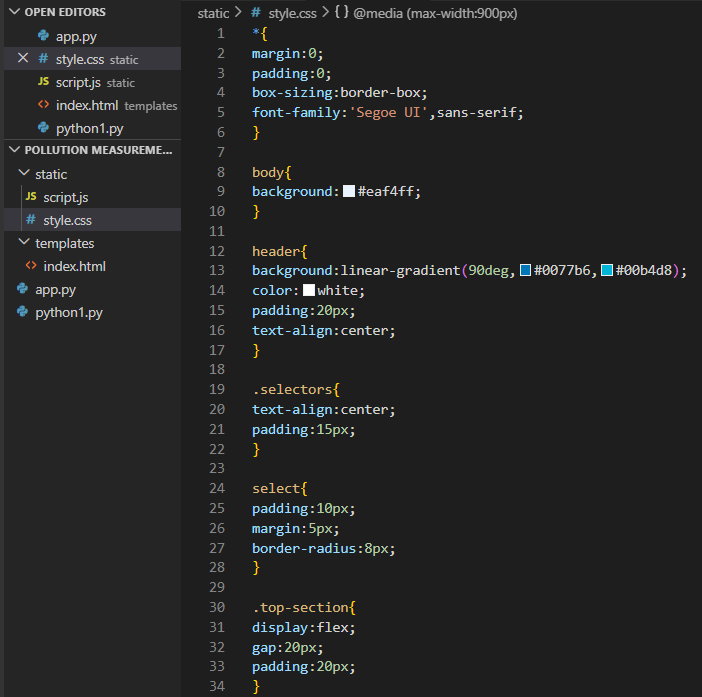 OPEN EDITORS
app.py
style.css static
script.js static
index.html templates
python1.py
POLLUTION MEASUREME...
static
script.js
style.css
templates
index.html
app.py
python1.py
static > # style.css > { } @media (max-width:900px)
1 *{
2 margin:0;
3 padding:0;
4 box-sizing:border-box;
5 font-family:'Segoe UI',sans-serif;
6 }
7
8 body{
9 background:#eaf4ff;
10 }
11
12 header{
13 background:linear-gradient(90deg,#0077b6,#00b4d8);
14 color:white;
15 padding:20px;
16 text-align:center;
17 }
18
19 .selectors{
20 text-align:center;
21 padding:15px;
22 }
23
24 select{
25 padding:10px;
26 margin:5px;
27 border-radius:8px;
28 }
29
30 .top-section{
31 display:flex;
32 gap:20px;
33 padding:20px;
34 }